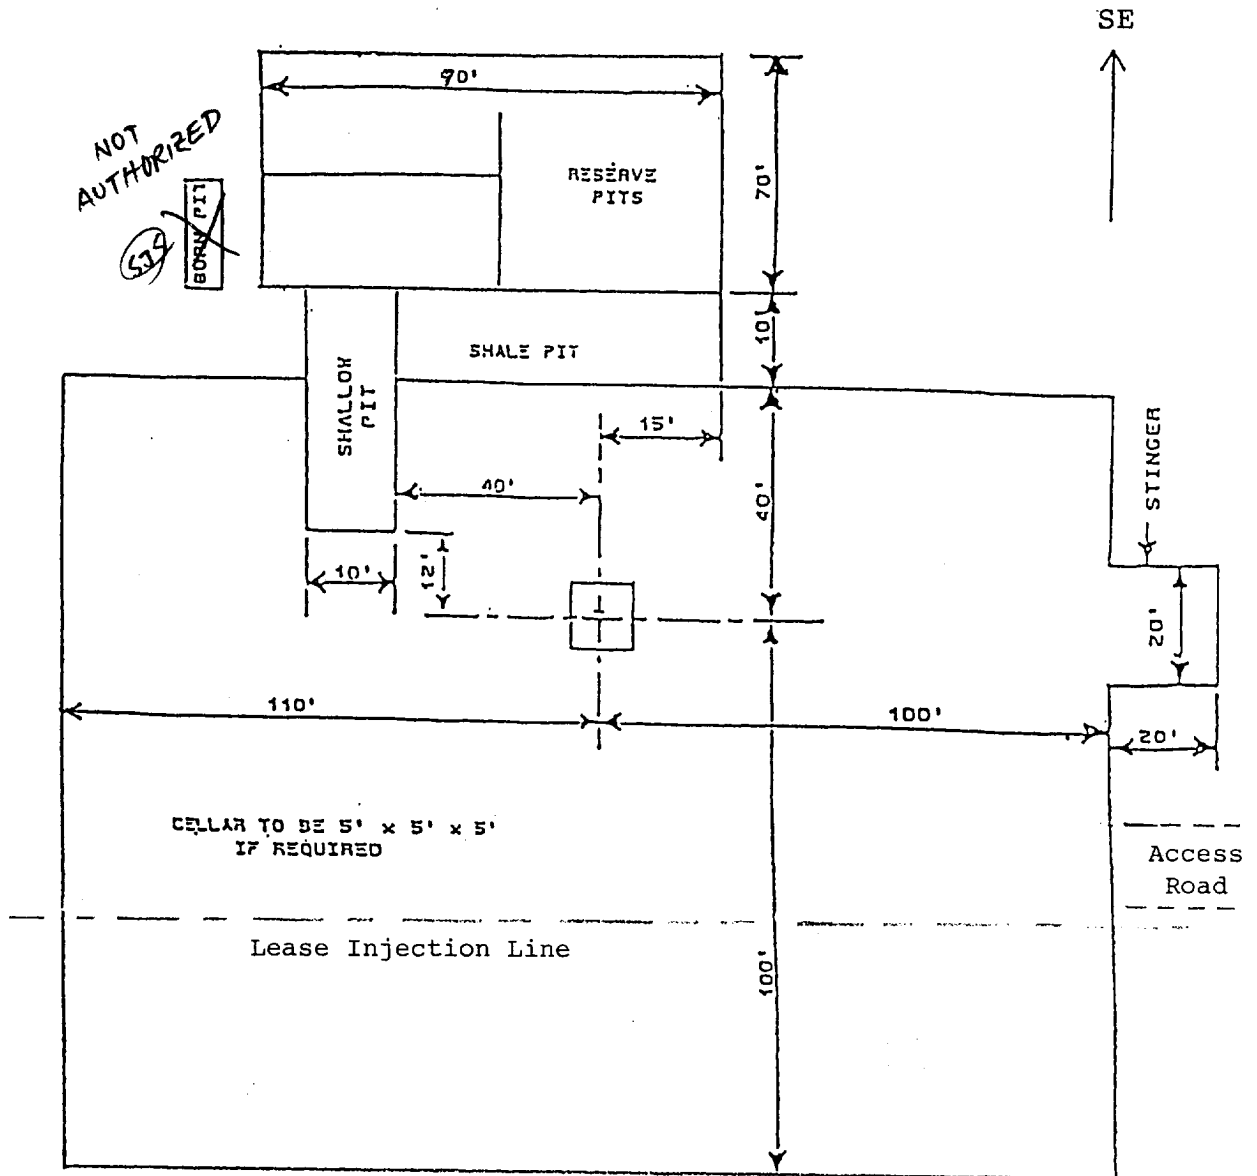 SE
90'
NOT
AUTHORIZED
SJS
BORN PIT
RESERVE
PITS
70'
10'
SHALE PIT
SHALLOW
PIT
15'
STINGER
40'
40'
10'
12'
20'
110'
100'
20'
CELLAR TO BE 5' x 5' x 5'
IF REQUIRED
Access
Road
Lease Injection Line
100'